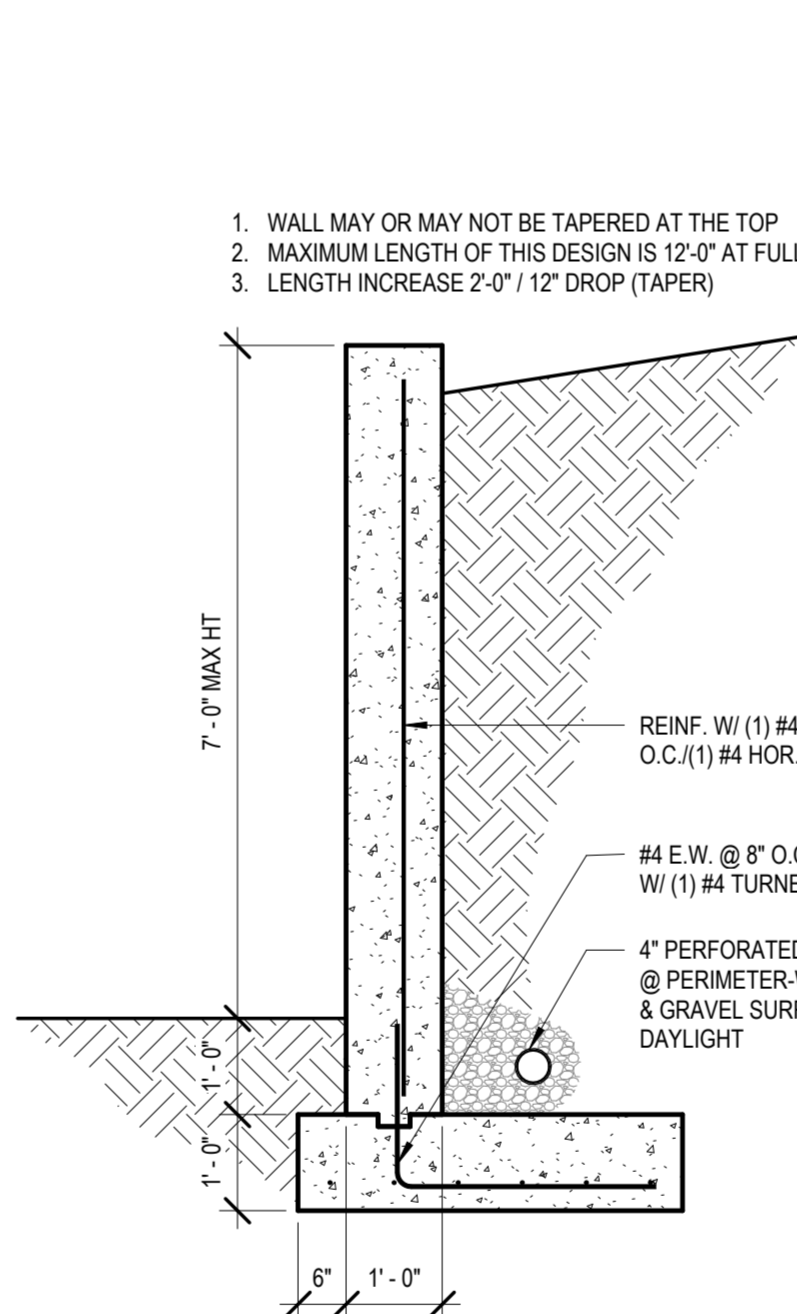 1. WALL MAY OR MAY NOT BE TAPERED AT THE TOP
2. MAXIMUM LENGTH OF THIS DESIGN IS 12'-0" AT FULL
3. LENGTH INCREASE 2'-0" / 12" DROP (TAPER)
7' - 0" MAX HT
REINF. W/ (1) #4
O.C./(1) #4 HOR.
#4 E.W. @ 8" O.C
W/ (1) #4 TURNE
4" PERFORATED
@ PERIMETER-
& GRAVEL SUR
DAYLIGHT
1' - 0"
1' - 0"
6"
1' - 0"